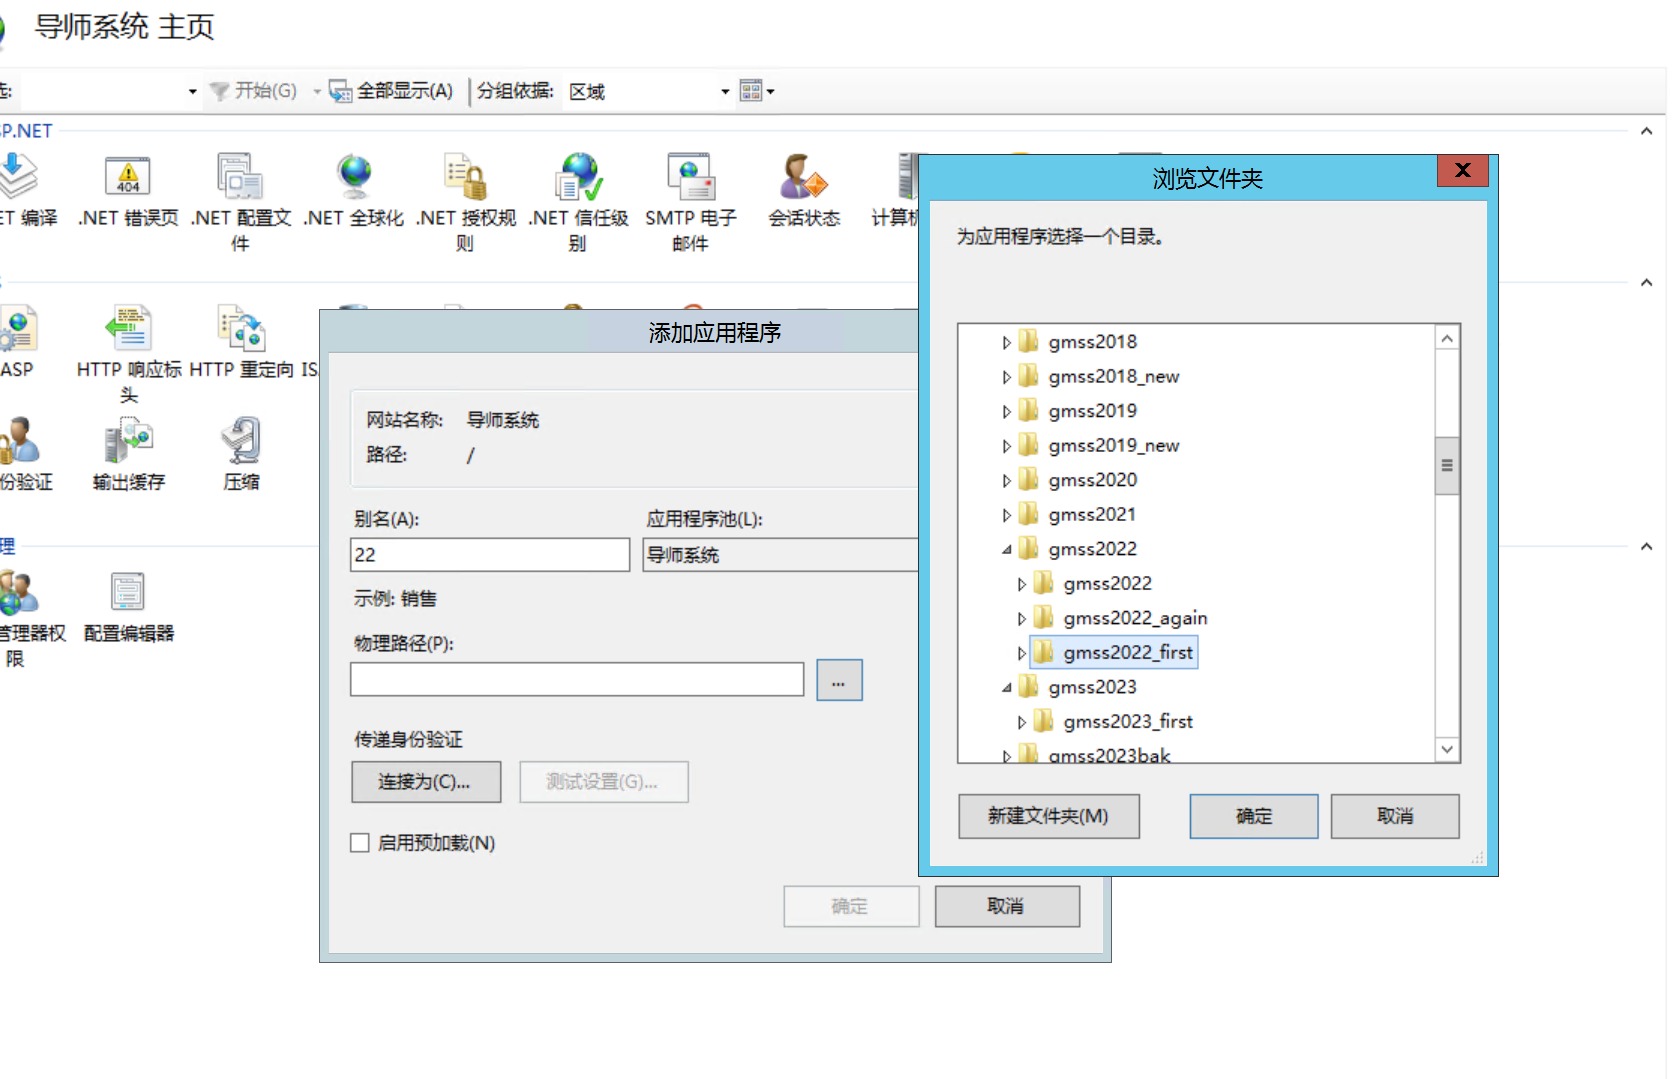 导师系统 主页
选:
开始(G)
全部显示(A)
分组依据:
区域
SP.NET
ET 编译
.NET 错误页
.NET 配置文件
.NET 全球化
.NET 授权规则
.NET 信任级别
SMTP 电子邮件
会话状态
计算机
404
ASP
HTTP 响应标头
HTTP 重定向
IS
份验证
输出缓存
压缩
理
管理器权限
配置编辑器
添加应用程序
网站名称:
导师系统
路径:
/
别名(A):
应用程序池(L):
22
导师系统
示例: 销售
物理路径(P):
...
传递身份验证
连接为(C)...
测试设置(G)...
启用预加载(N)
确定
取消
浏览文件夹
X
为应用程序选择一个目录。
gmss2018
gmss2018_new
gmss2019
gmss2019_new
gmss2020
gmss2021
gmss2022
gmss2022
gmss2022_again
gmss2022_first
gmss2023
gmss2023_first
gmss2023bak
新建文件夹(M)
确定
取消